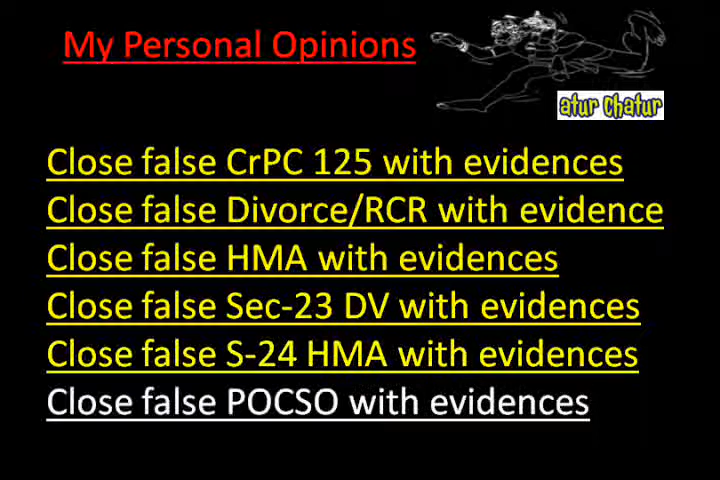 My Personal Opinions
atur chatur
Close false CrPC 125 with evidences
Close false Divorce/RCR with evidence
Close false HMA with evidences
Close false Sec-23 DV with evidences
Close false S-24 HMA with evidences
Close false POCSO with evidences